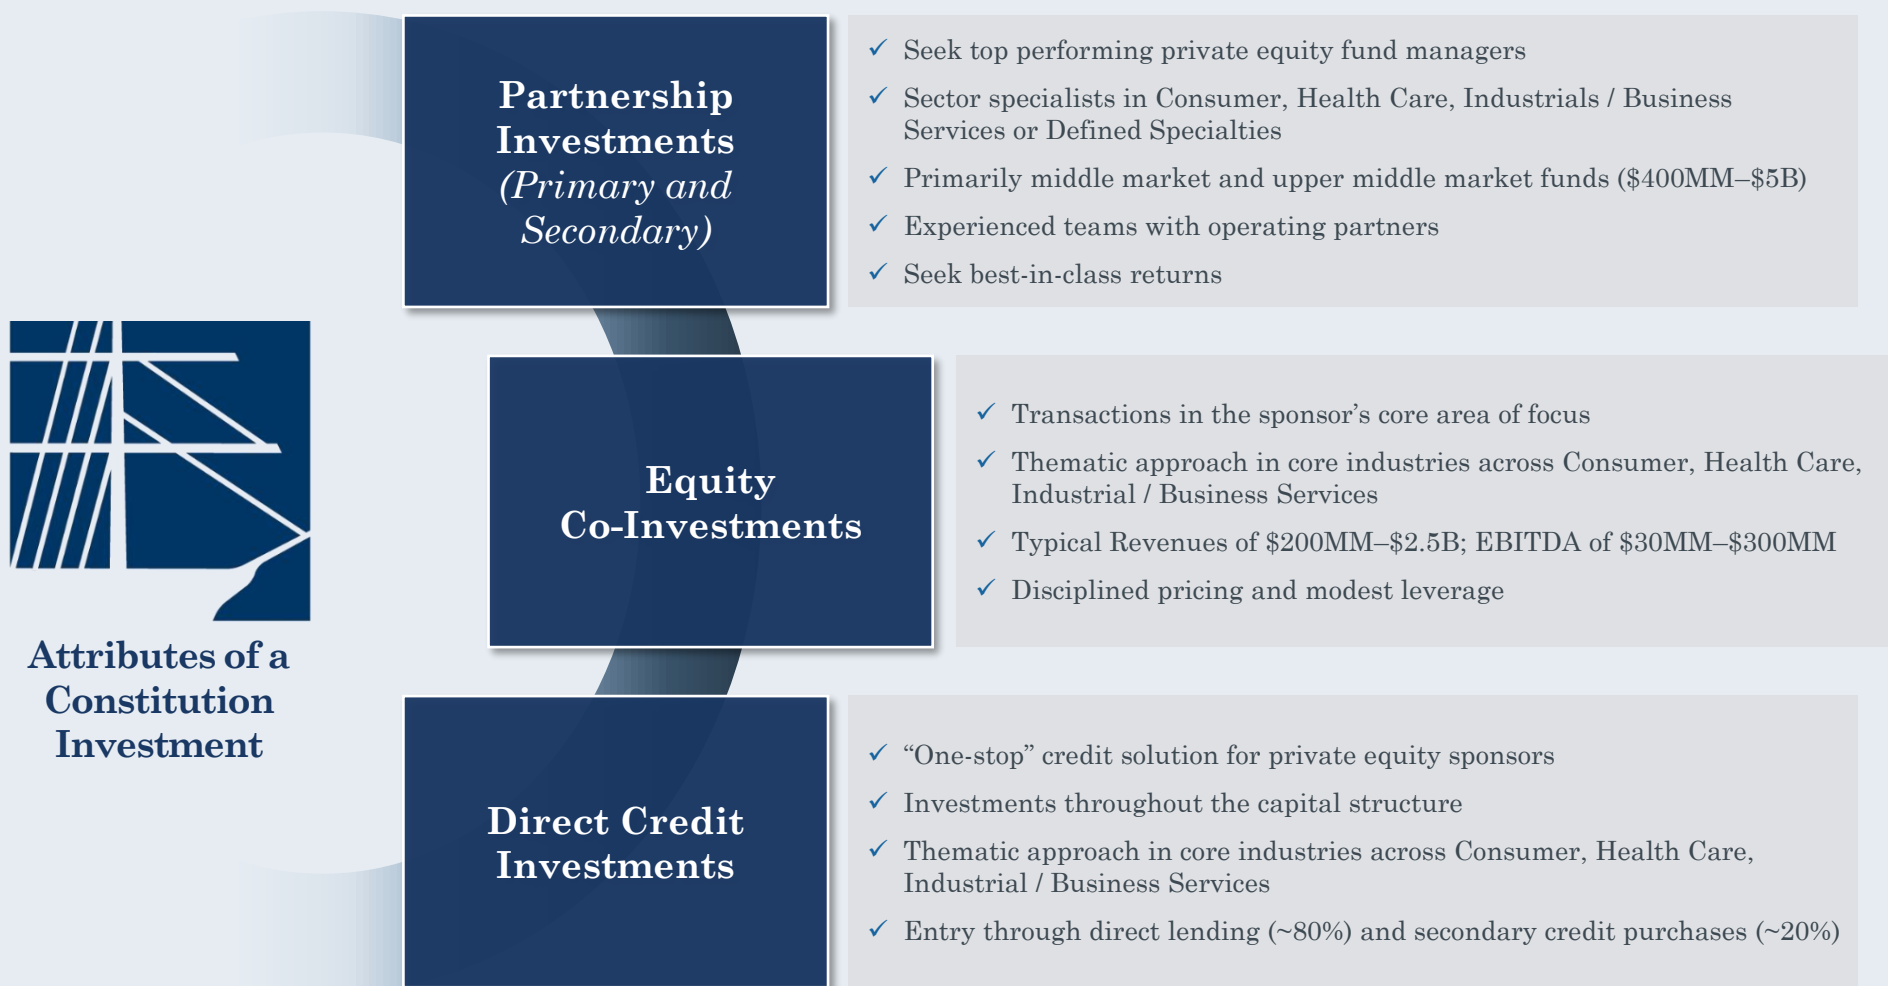 Partnership
Investments
(Primary and
Secondary)
✓ Seek top performing private equity fund managers
✓ Sector specialists in Consumer, Health Care, Industrials / Business
Services or Defined Specialties
✓ Primarily middle market and upper middle market funds ($400MM–$5B)
✓ Experienced teams with operating partners
✓ Seek best-in-class returns
Attributes of a
Constitution
Investment
Equity
Co-Investments
✓ Transactions in the sponsor’s core area of focus
✓ Thematic approach in core industries across Consumer, Health Care,
Industrial / Business Services
✓ Typical Revenues of $200MM–$2.5B; EBITDA of $30MM–$300MM
✓ Disciplined pricing and modest leverage
Direct Credit
Investments
✓ “One-stop” credit solution for private equity sponsors
✓ Investments throughout the capital structure
✓ Thematic approach in core industries across Consumer, Health Care,
Industrial / Business Services
✓ Entry through direct lending (~80%) and secondary credit purchases (~20%)